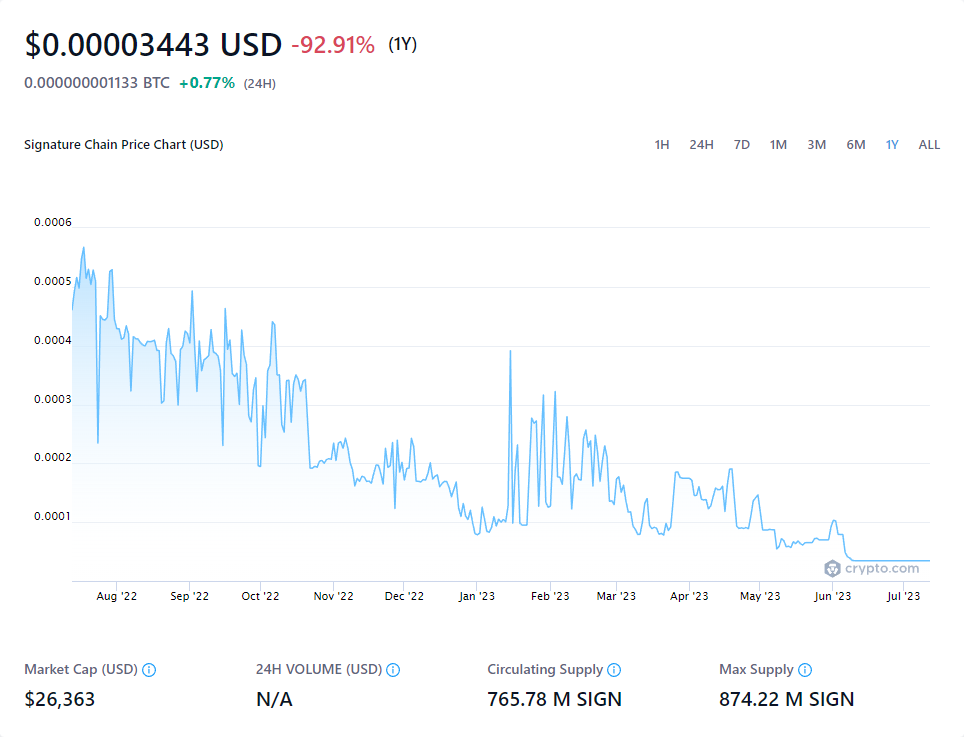 $0.00003443 USD -92.91% (1Y)
0.000000001133 BTC +0.77% (24H)
Signature Chain Price Chart (USD) 1H 24H 7D 1M 3M 6M 1Y ALL
0.0006
0.0005
0.0004
0.0003
0.0002
0.0001
crypto.com
Aug '22 Sep '22 Oct '22 Nov '22 Dec '22 Jan '23 Feb '23 Mar '23 Apr '23 May '23 Jun '23 Jul '23
Market Cap (USD) 24H VOLUME (USD) Circulating Supply Max Supply
$26,363 N/A 765.78 M SIGN 874.22 M SIGN